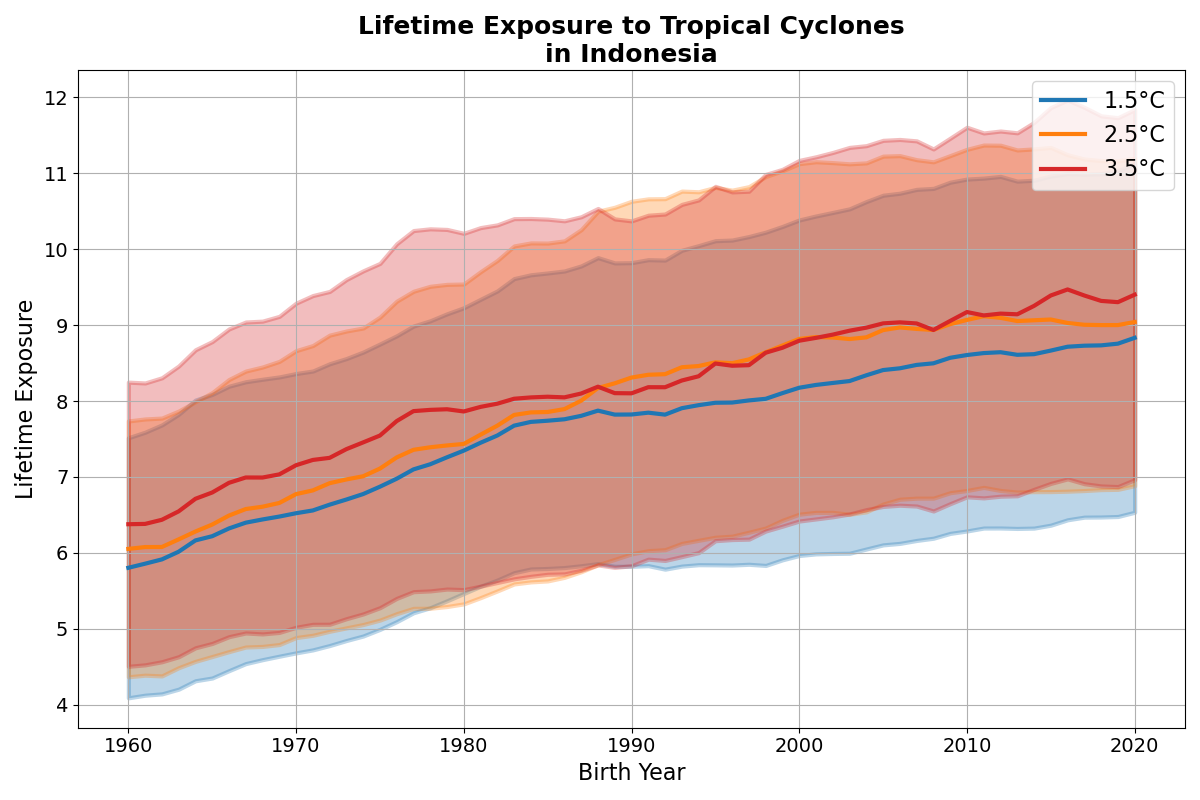 Lifetime Exposure to Tropical Cyclones
in Indonesia
1.5°C
2.5°C
3.5°C
Lifetime Exposure
12
11
10
9
8
7
6
5
4
1960
1970
1980
1990
2000
2010
2020
Birth Year